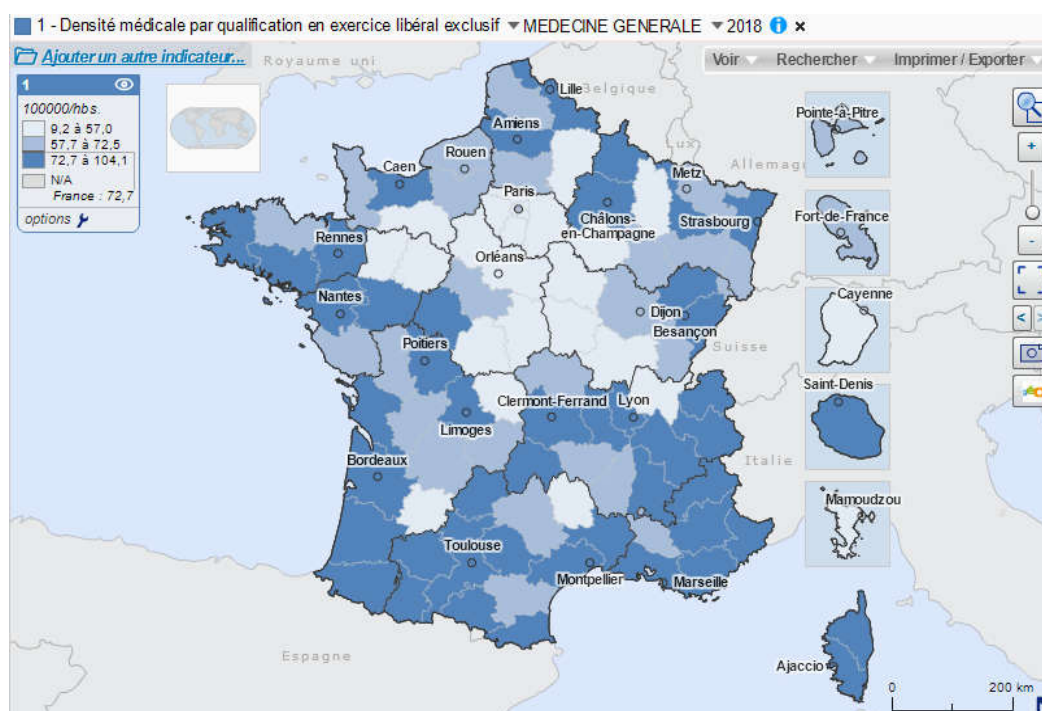 1 - Densité médicale par qualification en exercice libéral exclusif MEDECINE GENERALE 2018
Ajouter un autre indicateur...
Voir Rechercher Imprimer / Exporter
1
100000/hbs.
9,2 à 57,0
57,7 à 72,5
72,7 à 104,1
N/A
France : 72,7
options
Royaume uni
Belgique
Lux
Allemagn
Suisse
Italie
Espagne
Lille
Amiens
Rouen
Caen
Metz
Paris
Châlons-
en-Champagne
Strasbourg
Rennes
Orléans
Nantes
Dijon
Besançon
Poitiers
Clermont-Ferrand
Lyon
Limoges
Bordeaux
Toulouse
Montpellier
Marseille
Ajaccio
Pointe-à-Pitre
Fort-de-France
Cayenne
Saint-Denis
Mamoudzou
0 200 km